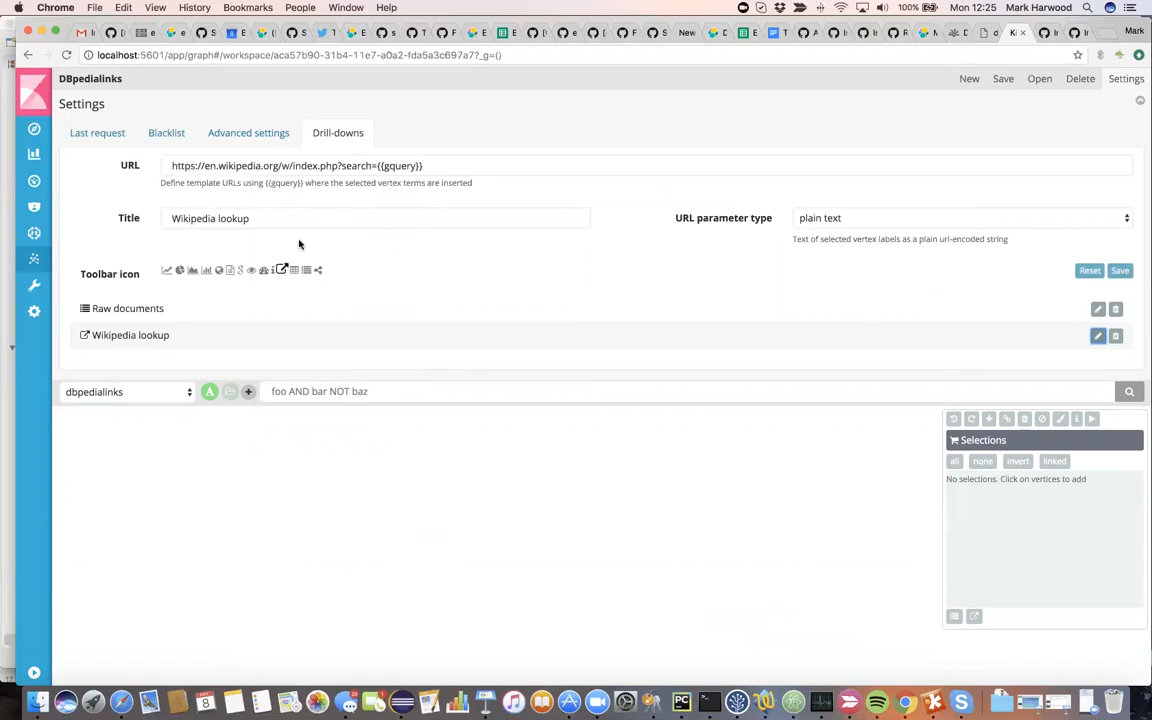 Chrome File Edit View History Bookmarks People Window Help 100% Mon 12:25 Mark Harwood
Mark
localhost:5601/app/graph#/workspace/aca57b90-31b4-11e7-a0a2-fda5a3c697a7?_g=()
DBpedialinks New Save Open Delete Settings
Settings
Last request Blacklist Advanced settings Drill-downs
URL https://en.wikipedia.org/w/index.php?search={{gquery}}
Define template URLs using {{gquery}} where the selected vertex terms are inserted
Title Wikipedia lookup URL parameter type plain text
Text of selected vertex labels as a plain url-encoded string
Toolbar icon Reset Save
Raw documents
Wikipedia lookup
dbpedialinks A foo AND bar NOT baz
Selections
all none invert linked
No selections. Click on vertices to add